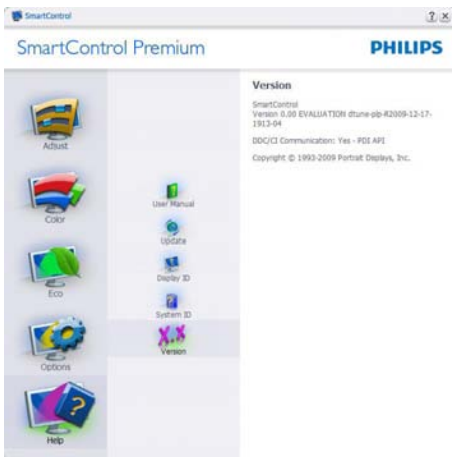 SmartControl
SmartControl Premium
PHILIPS
Adjust
Color
Eco
Options
Help
User Manual
Update
Display ID
System ID
X.X
Version
Version
SmartControl
Version 0.00 EVALUATION dtune-plp-R2009-12-17-
1913-04
DDC/CI Communication: Yes - PDI API
Copyright © 1993-2009 Portrait Displays, Inc.